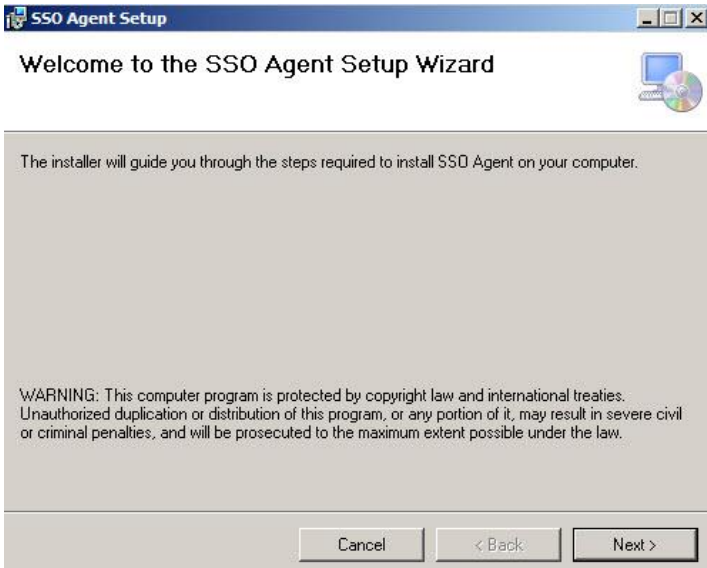 SSO Agent Setup
Welcome to the SSO Agent Setup Wizard
The installer will guide you through the steps required to install SSO Agent on your computer.
WARNING: This computer program is protected by copyright law and international treaties.
Unauthorized duplication or distribution of this program, or any portion of it, may result in severe civil
or criminal penalties, and will be prosecuted to the maximum extent possible under the law.
Cancel < Back Next >